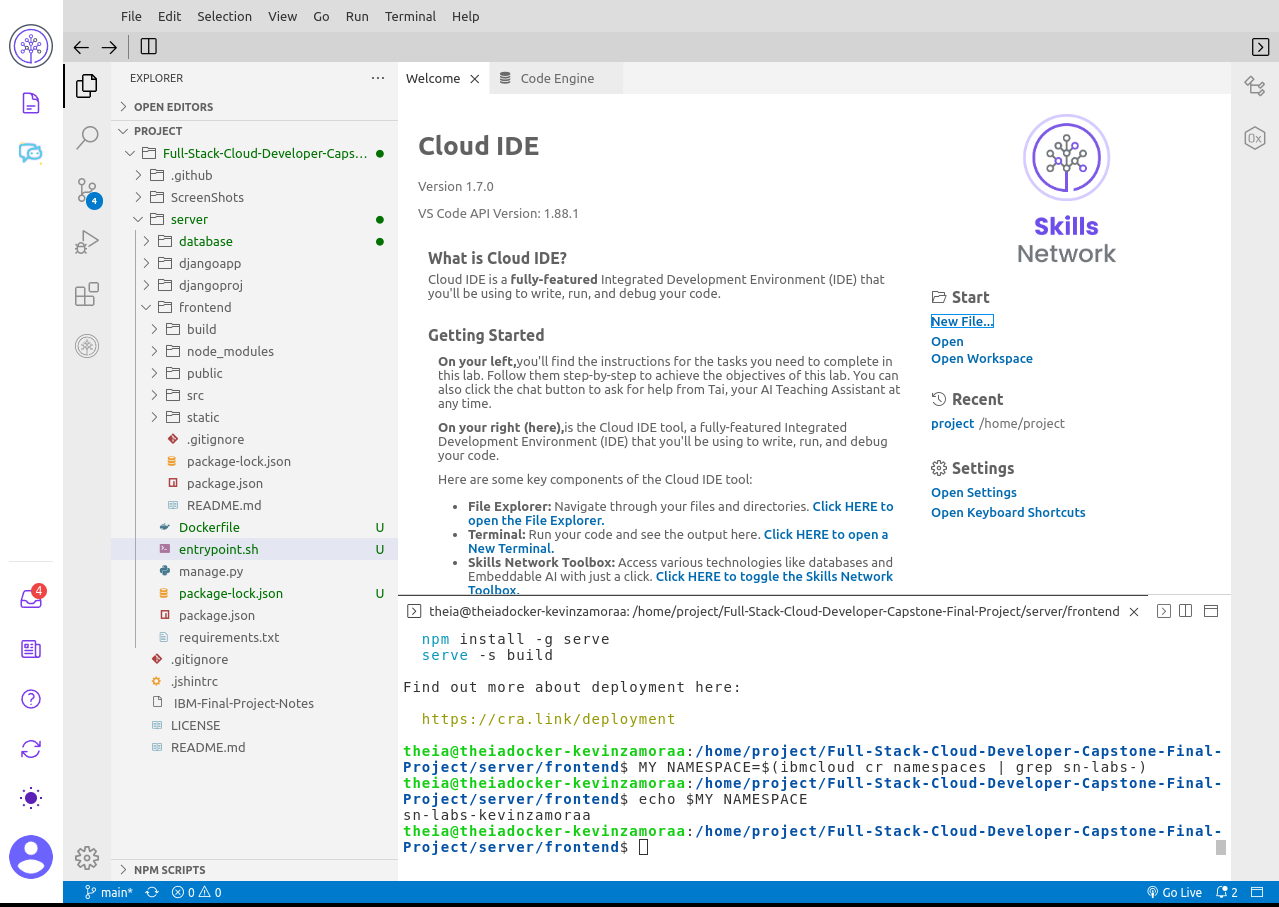 File Edit Selection View Go Run Terminal Help
EXPLORER
OPEN EDITORS
PROJECT
Full-Stack-Cloud-Developer-Caps...
.github
ScreenShots
server
database
djangoapp
djangoproj
frontend
build
node_modules
public
src
static
.gitignore
package-lock.json
package.json
README.md
Dockerfile U
entrypoint.sh U
manage.py
package-lock.json U
package.json
requirements.txt
.gitignore
.jshintrc
IBM-Final-Project-Notes
LICENSE
README.md
NPM SCRIPTS
4
4
Welcome
Code Engine
Cloud IDE
Version 1.7.0
VS Code API Version: 1.88.1
What is Cloud IDE?
Cloud IDE is a fully-featured Integrated Development Environment (IDE) that
you'll be using to write, run, and debug your code.
Getting Started
On your left,you'll find the instructions for the tasks you need to complete in
this lab. Follow them step-by-step to achieve the objectives of this lab. You can
also click the chat button to ask for help from Tai, your AI Teaching Assistant at
any time.
On your right (here),is the Cloud IDE tool, a fully-featured Integrated
Development Environment (IDE) that you'll be using to write, run, and debug
your code.
Here are some key components of the Cloud IDE tool:
• File Explorer: Navigate through your files and directories. Click HERE to
open the File Explorer.
• Terminal: Run your code and see the output here. Click HERE to open a
New Terminal.
• Skills Network Toolbox: Access various technologies like databases and
Embeddable AI with just a click. Click HERE to toggle the Skills Network
Toolbox.
Skills
Network
Start
New File...
Open
Open Workspace
Recent
project /home/project
Settings
Open Settings
Open Keyboard Shortcuts
0x
theia@theiadocker-kevinzamoraa: /home/project/Full-Stack-Cloud-Developer-Capstone-Final-Project/server/frontend
npm install -g serve
serve -s build
Find out more about deployment here:
https://cra.link/deployment
theia@theiadocker-kevinzamoraa:/home/project/Full-Stack-Cloud-Developer-Capstone-Final-
Project/server/frontend$ MY NAMESPACE=$(ibmcloud cr namespaces | grep sn-labs-)
theia@theiadocker-kevinzamoraa:/home/project/Full-Stack-Cloud-Developer-Capstone-Final-
Project/server/frontend$ echo $MY NAMESPACE
sn-labs-kevinzamoraa
theia@theiadocker-kevinzamoraa:/home/project/Full-Stack-Cloud-Developer-Capstone-Final-
Project/server/frontend$
main* 0 0 Go Live 2